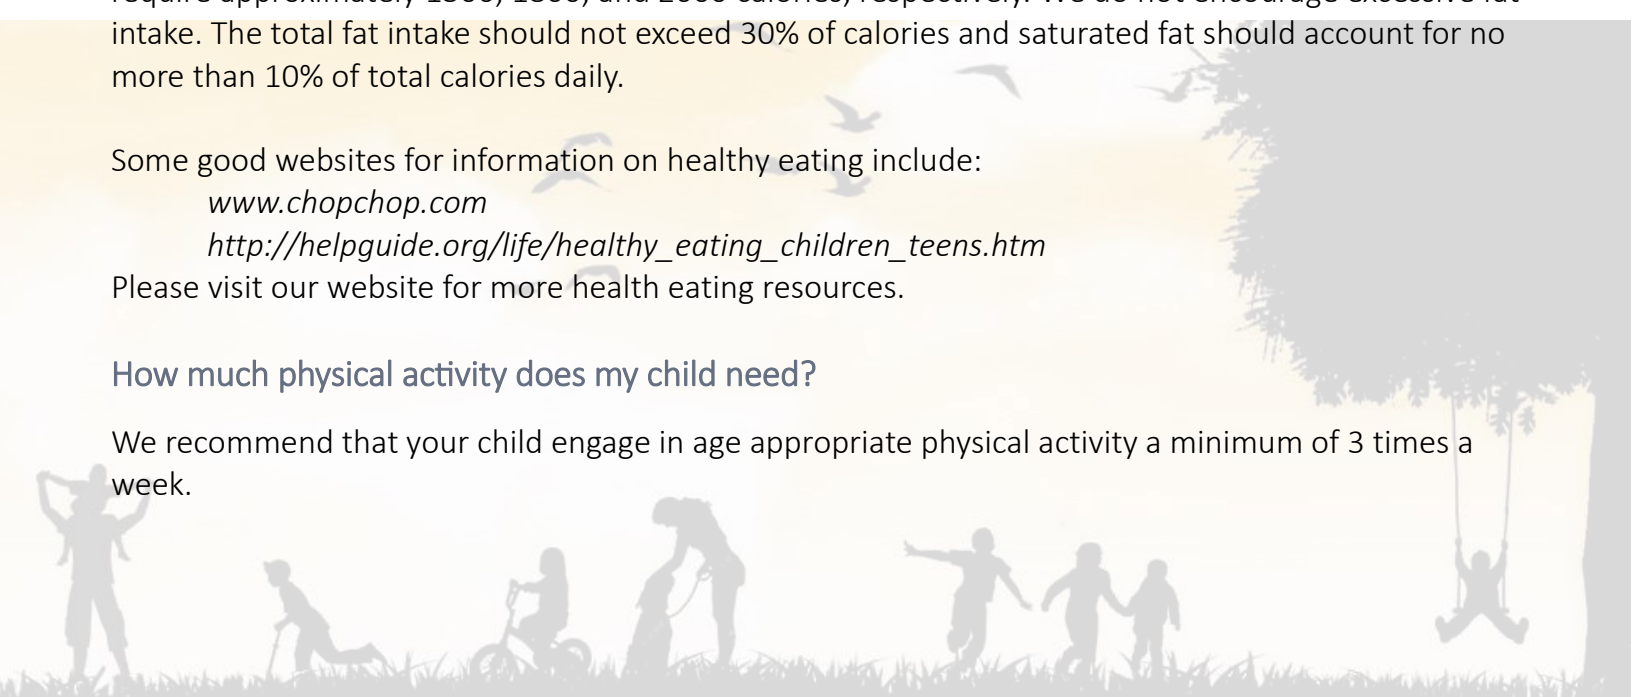 intake. The total fat intake should not exceed 30% of calories and saturated fat should account for no
more than 10% of total calories daily.
Some good websites for information on healthy eating include:
www.chopchop.com
http://helpguide.org/life/healthy_eating_children_teens.htm
Please visit our website for more health eating resources.
How much physical activity does my child need?
We recommend that your child engage in age appropriate physical activity a minimum of 3 times a
week.